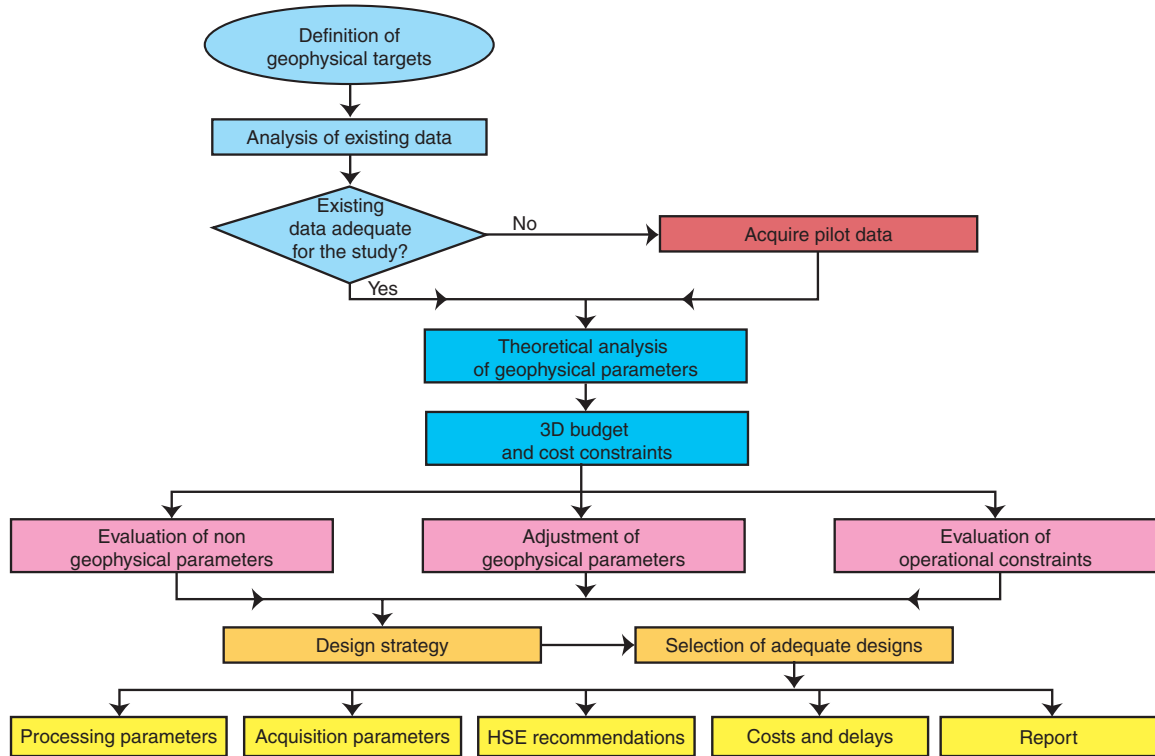 Definition of
geophysical targets
Analysis of existing data
Existing
data adequate
for the study?
No
Acquire pilot data
Yes
Theoretical analysis
of geophysical parameters
3D budget
and cost constraints
Evaluation of non
geophysical parameters
Adjustment of
geophysical parameters
Evaluation of
operational constraints
Design strategy
Selection of adequate designs
Processing parameters
Acquisition parameters
HSE recommendations
Costs and delays
Report